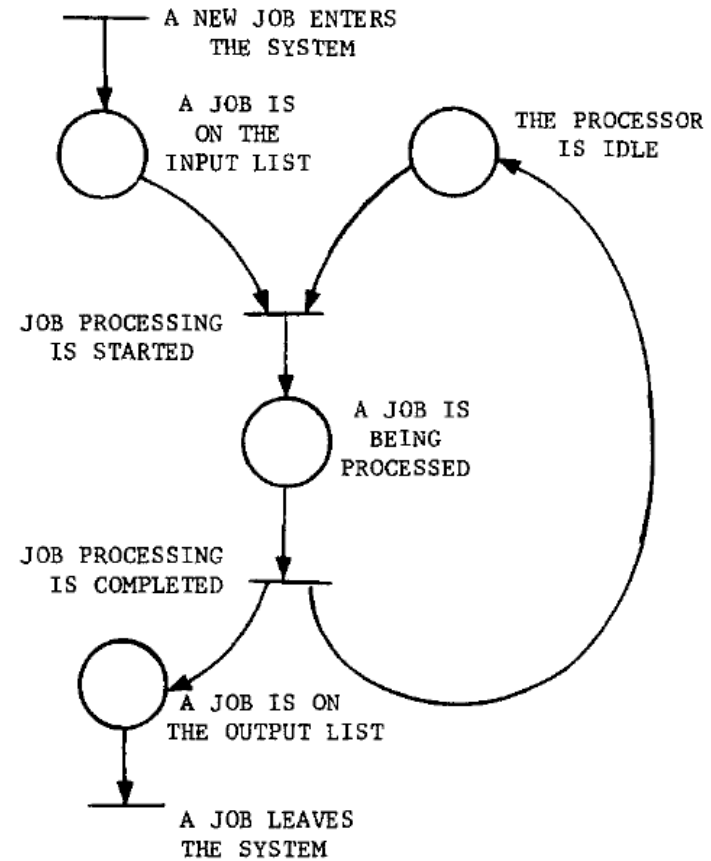 A NEW JOB ENTERS
THE SYSTEM
A JOB IS
ON THE
INPUT LIST
THE PROCESSOR
IS IDLE
JOB PROCESSING
IS STARTED
A JOB IS
BEING
PROCESSED
JOB PROCESSING
IS COMPLETED
A JOB IS ON
THE OUTPUT LIST
A JOB LEAVES
THE SYSTEM